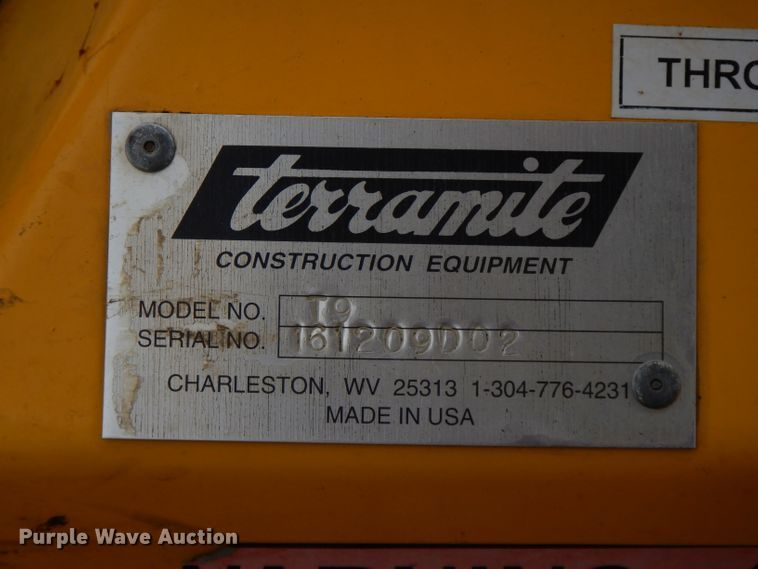 THRO
terramite
CONSTRUCTION EQUIPMENT
MODEL NO. T9
SERIAL NO. 161209D02
CHARLESTON, WV 25313 1-304-776-4231
MADE IN USA
Purple Wave Auction